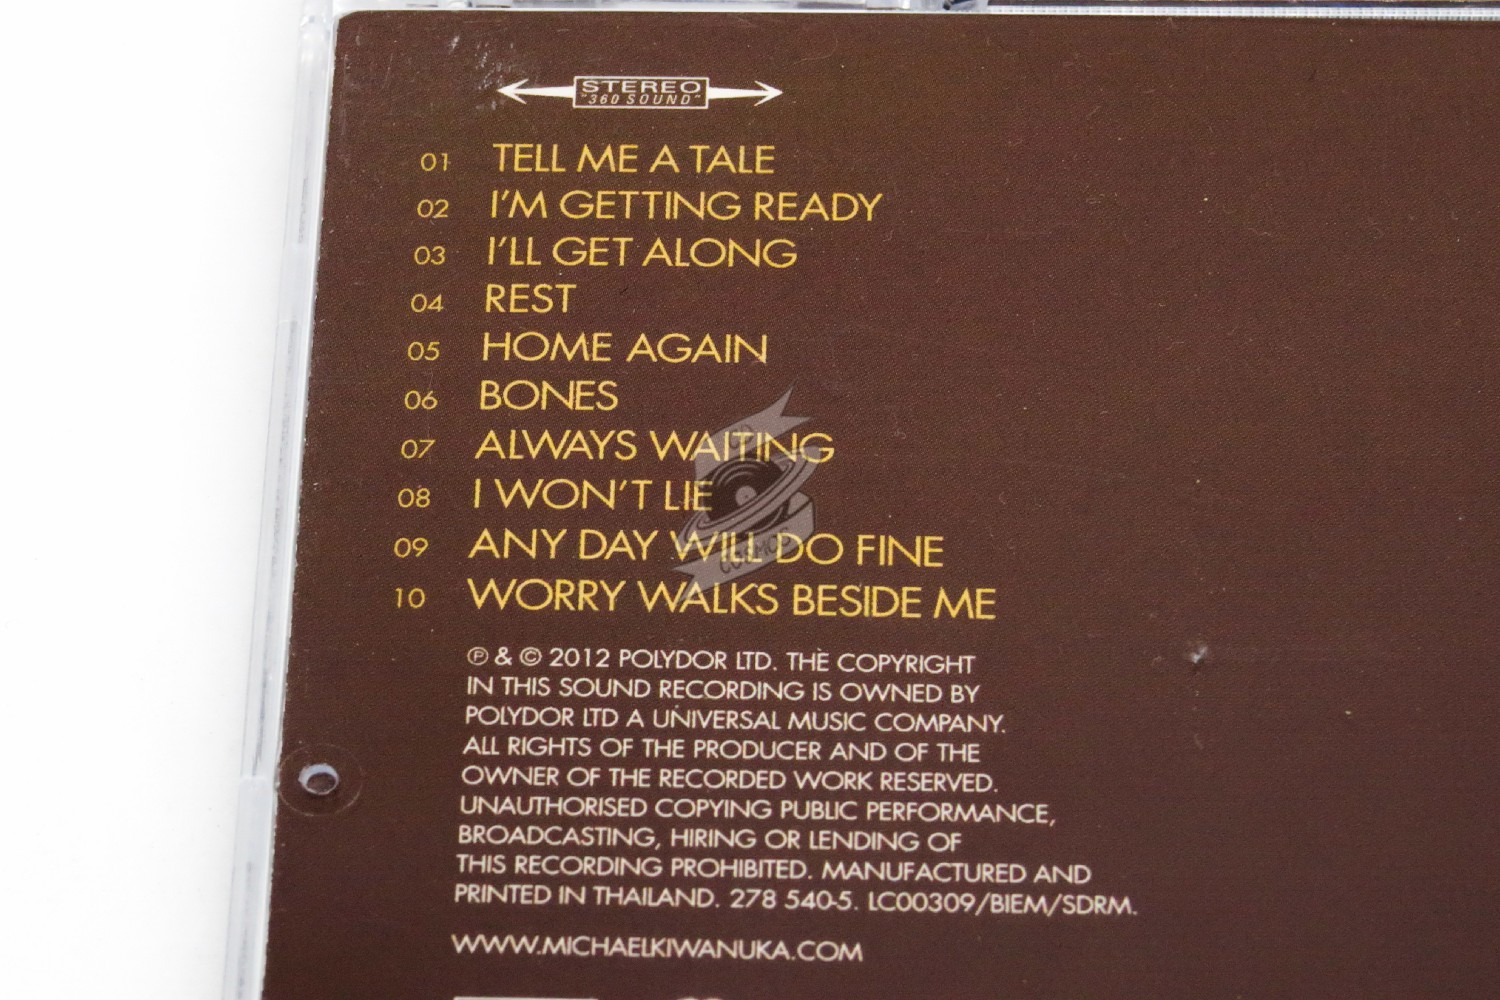 STEREO
"360 SOUND"
01 TELL ME A TALE
02 I'M GETTING READY
03 I'LL GET ALONG
04 REST
05 HOME AGAIN
06 BONES
07 ALWAYS WAITING
08 I WON'T LIE
09 ANY DAY WILL DO FINE
10 WORRY WALKS BESIDE ME
CD
COSMOS
℗ & © 2012 POLYDOR LTD. THE COPYRIGHT
IN THIS SOUND RECORDING IS OWNED BY
POLYDOR LTD A UNIVERSAL MUSIC COMPANY.
ALL RIGHTS OF THE PRODUCER AND OF THE
OWNER OF THE RECORDED WORK RESERVED.
UNAUTHORISED COPYING PUBLIC PERFORMANCE,
BROADCASTING, HIRING OR LENDING OF
THIS RECORDING PROHIBITED. MANUFACTURED AND
PRINTED IN THAILAND. 278 540-5. LC00309/BIEM/SDRM.
WWW.MICHAELKIWANUKA.COM